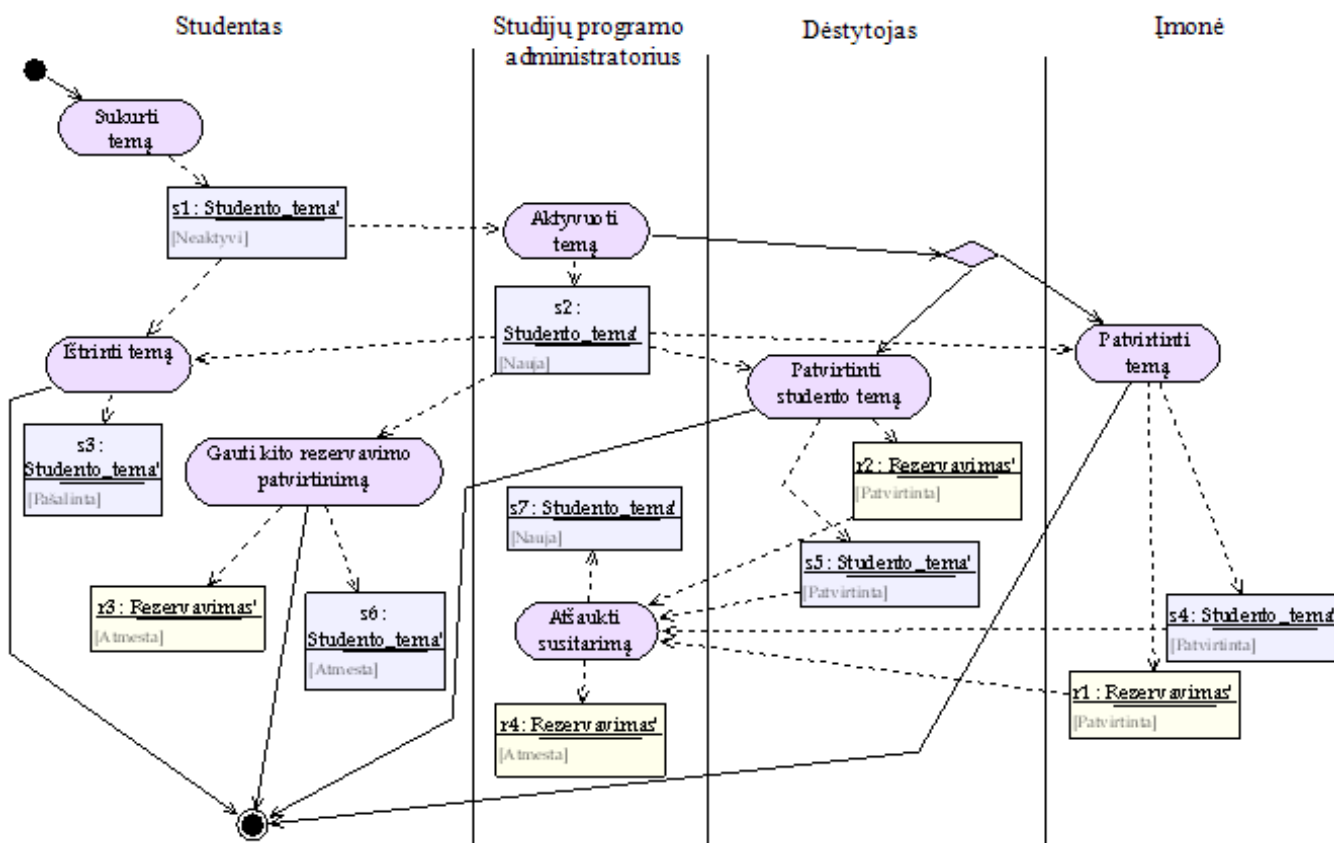 Studentas
Studijų programo
administratorius
Dėstytojas
Įmonė
Sukurti
temą
s1 : Studento_tema'
[Neaktyvi]
Aktyvuoti
temą
s2 :
Studento_tema'
[Nauja]
Ištrinti temą
Patvirtinti
studento temą
Patvirtinti
temą
s3 :
Studento_tema'
[Pašalinta]
Gauti kito rezervavimo
patvirtinimą
r2 : Rezervavimas'
[Patvirtinta]
s7 : Studento_tema'
[Nauja]
s5 : Studento_tema'
[Patvirtinta]
r3 : Rezervavimas'
[Atmesta]
s6 :
Studento_tema'
[Atmesta]
Atšaukti
susitarimą
s4 : Studento_tema'
[Patvirtinta]
r1 : Rezervavimas'
[Patvirtinta]
r4 : Rezervavimas'
[Atmesta]